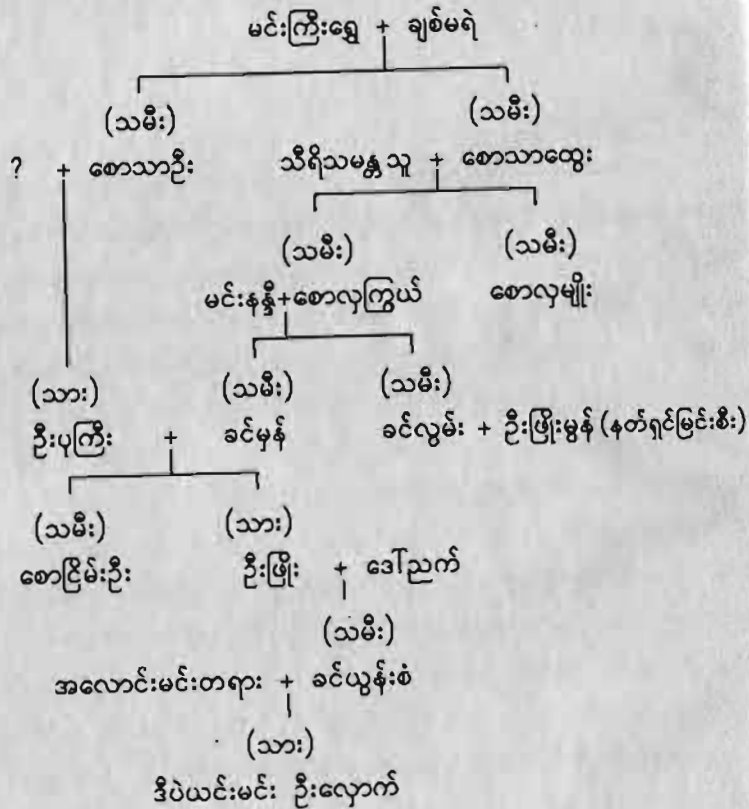 မင်းကြီးရွှေ + ချစ်မရဲ
(သမီး) (သမီး)
? + စောသာဦး သီရိသမန္တသူ + စောသာထွေး
(သမီး) (သမီး)
မင်းနန္ဒီ+စောလှကြွယ် စောလှမျိုး
(သား) (သမီး) (သမီး)
ဦးပုကြီး + ခင်မှန် ခင်လွမ်း + ဦးဖြိုးမွန် (နတ်ရှင်မြင်းစီး)
(သမီး) (သား)
စောငြိမ်းဦး ဦးဖြိုး + ဒေါ်ညက်
(သမီး)
အလောင်းမင်းတရား + ခင်ယွန်းစံ
(သား)
ဒီပဲယင်းမင်း ဦးလှောက်